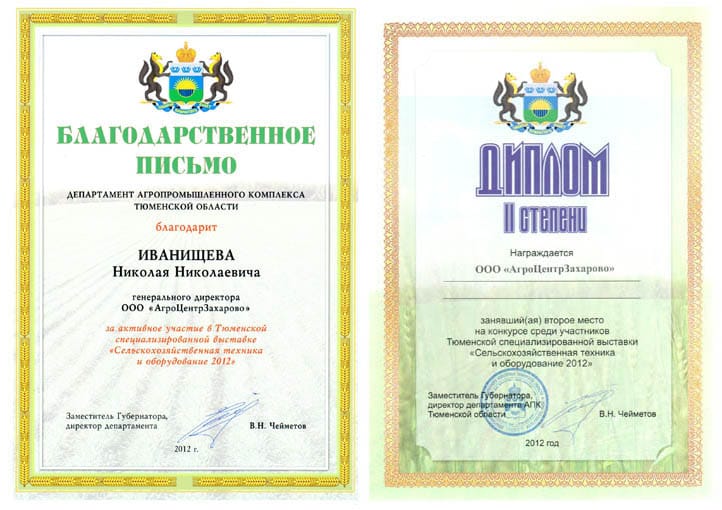 БЛАГОДАРСТВЕННОЕ
ПИСЬМО
ДЕПАРТАМЕНТ АГРОПРОМЫШЛЕННОГО КОМПЛЕКСА
ТЮМЕНСКОЙ ОБЛАСТИ
благодарит
ИВАНИЩЕВА
Николая Николаевича
генерального директора
ООО «АгроЦентрЗахарово»
за активное участие в Тюменской
специализированной выставке
«Сельскохозяйственная техника
и оборудование 2012»
Заместитель Губернатора,
директор департамента
В.Н. Чейметов
2012 г.
ДИПЛОМ
II СТЕПЕНИ
Награждается
ООО «АгроЦентрЗахарово»
занявший(ая) второе место
на конкурсе среди участников
Тюменской специализированной выставки
«Сельскохозяйственная техника
и оборудование 2012»
Заместитель Губернатора,
директор департамента АПК
Тюменской области
В.Н. Чейметов
2012 год